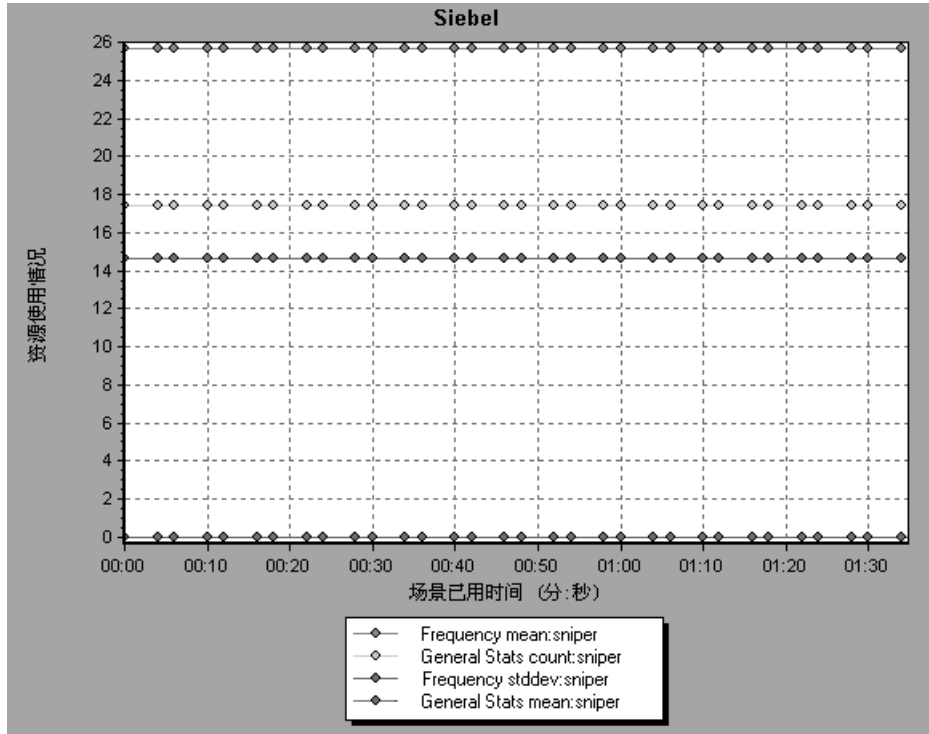 Siebel
26
24
22
20
18
16
14
12
10
8
6
4
2
0
资源使用情况
00:00 00:10 00:20 00:30 00:40 00:50 01:00 01:10 01:20 01:30
场景已用时间 (分:秒)
Frequency mean:sniper
General Stats count:sniper
Frequency stddev:sniper
General Stats mean:sniper